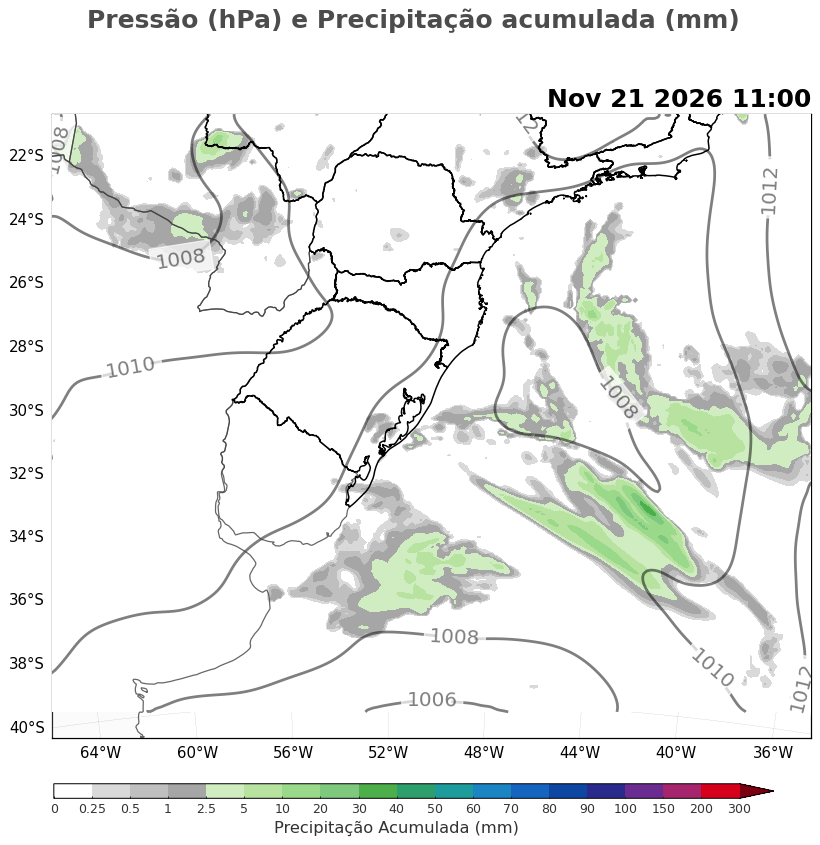 Pressão (hPa) e Precipitação acumulada (mm)
Nov 21 2026 11:00
12
1008
22°S
1012
24°S
1008
26°S
28°S
1010
1008
30°S
32°S
34°S
36°S
1008
38°S
1010
1012
1006
40°S
64°W 60°W 56°W 52°W 48°W 44°W 40°W 36°W
0 0.25 0.5 1 2.5 5 10 20 30 40 50 60 70 80 90 100 150 200 300
Precipitação Acumulada (mm)